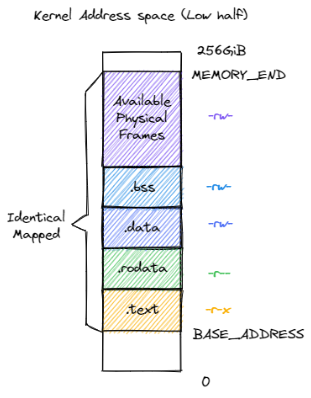 Kernel Address space (Low half)
256GiB
MEMORY_END
Available
Physical
Frames
-rw-
.bss
-rw-
.data
-rw-
Identical
Mapped
.rodata
-r--
.text
-r-x
BASE_ADDRESS
0